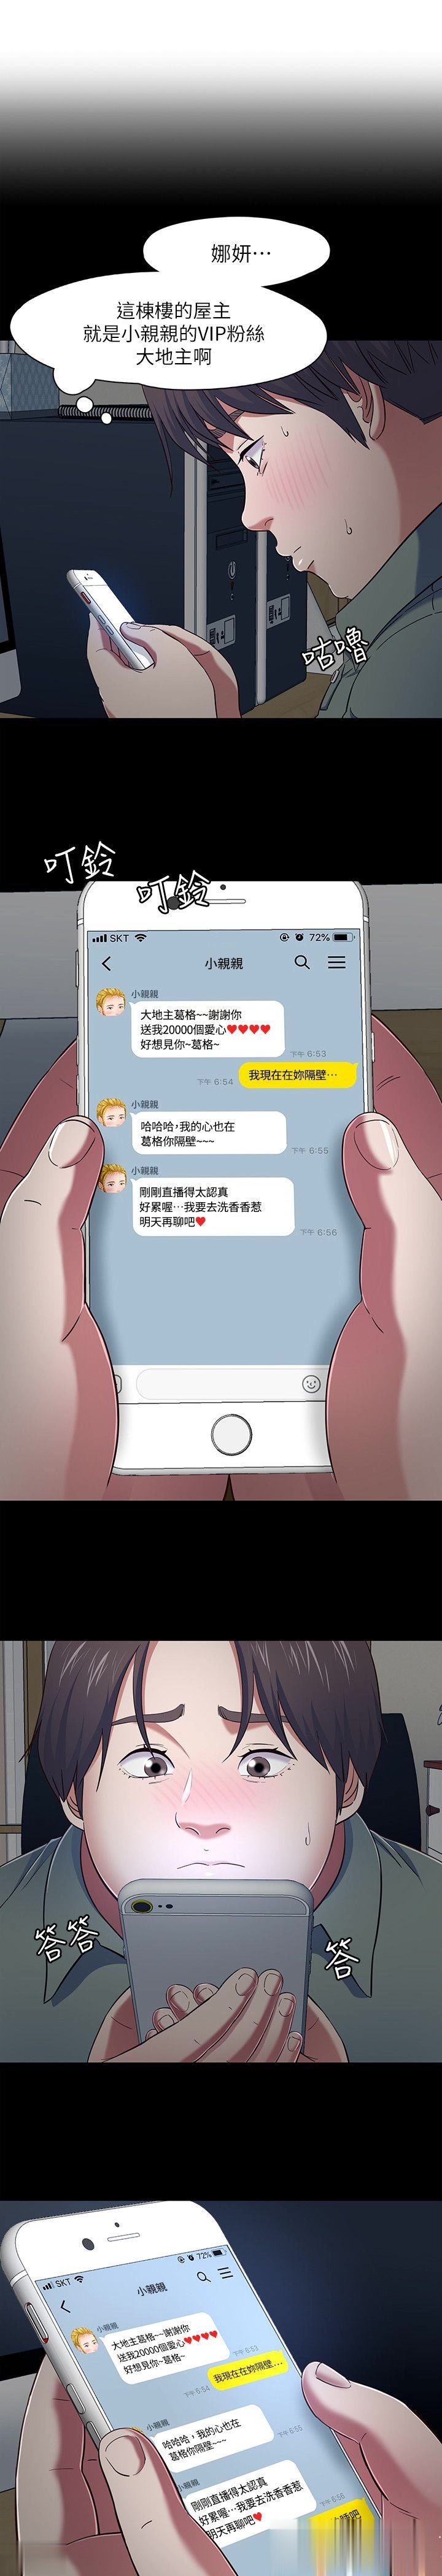 娜妍…
這棟樓的屋主
就是小親親的VIP粉絲
大地主啊
咕嚕
叮鈴
叮鈴
SKT
72%
小親親
小親親
大地主葛格~~謝謝你
送我20000個愛心♥♥♥♥
好想見你~葛格~
下午 6:53
我現在在妳隔壁…
下午 6:54
小親親
哈哈哈,我的心也在
葛格你隔壁~~~
下午 6:55
小親親
剛剛直播得太認真
好累喔…我要去洗香香惹
明天再聊吧♥
下午 6:56
答答
答
SKT
72%
小親親
小親親
大地主葛格~~謝謝你
送我20000個愛心♥♥♥♥
好想見你~葛格~
下午 6:53
我現在在妳隔壁…
下午 6:54
小親親
哈哈哈，我的心也在
葛格你隔壁~~~
下午 6:55
剛剛直播得太認真
好累喔…我要去洗香香惹
明天再聊吧♥
下午 6:56